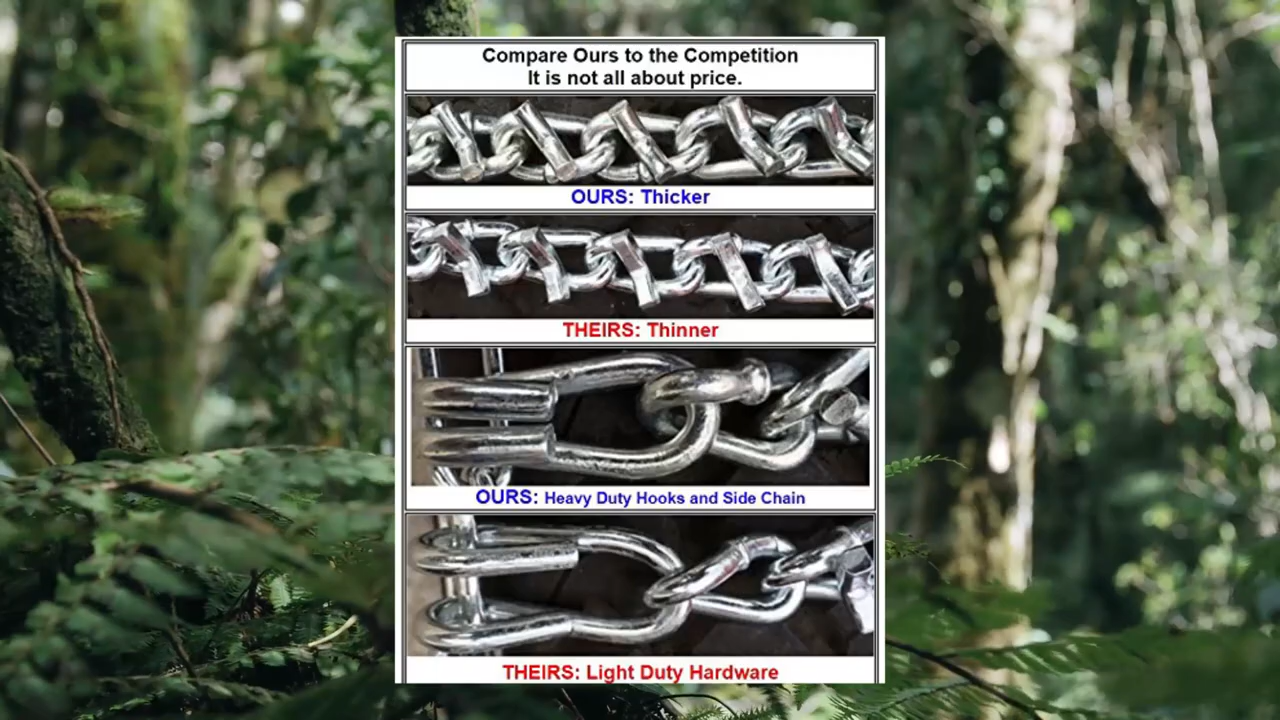 Compare Ours to the Competition
It is not all about price.
OURS: Thicker
THEIRS: Thinner
OURS: Heavy Duty Hooks and Side Chain
THEIRS: Light Duty Hardware